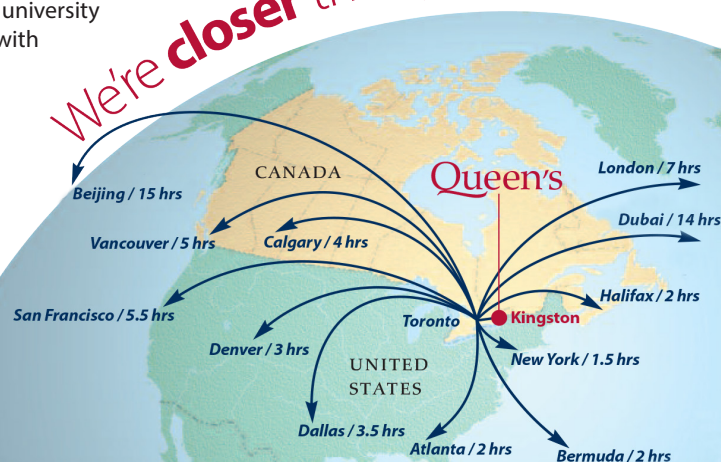 university
with
We're closer
CANADA
Queen's
London / 7 hrs
Beijing / 15 hrs
Dubai / 14 hrs
Vancouver / 5 hrs
Calgary / 4 hrs
Halifax / 2 hrs
San Francisco / 5.5 hrs
Toronto
Kingston
Denver / 3 hrs
New York / 1.5 hrs
UNITED
STATES
Dallas / 3.5 hrs
Atlanta / 2 hrs
Bermuda / 2 hrs